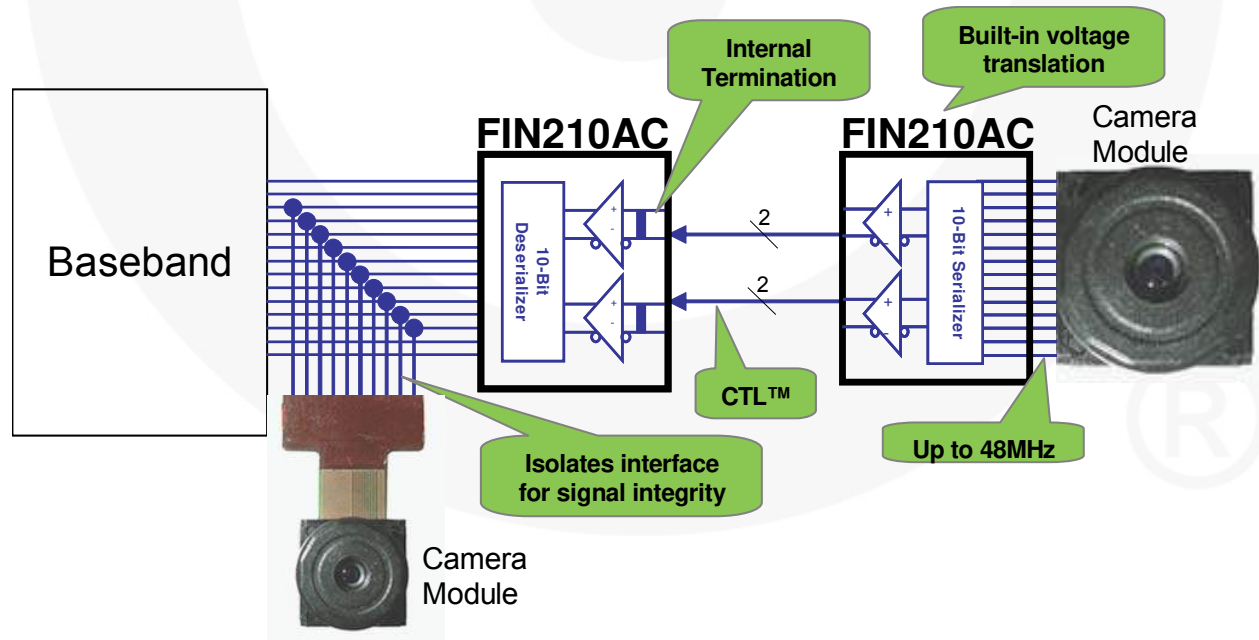 Internal
Termination
Built-in voltage
translation
FIN210AC
FIN210AC
Camera
Module
Baseband
10-Bit
Deserializer
+
-
+
-
2
2
+
-
+
-
10-Bit Serializer
CTL™
Up to 48MHz
Isolates interface
for signal integrity
Camera
Module
®